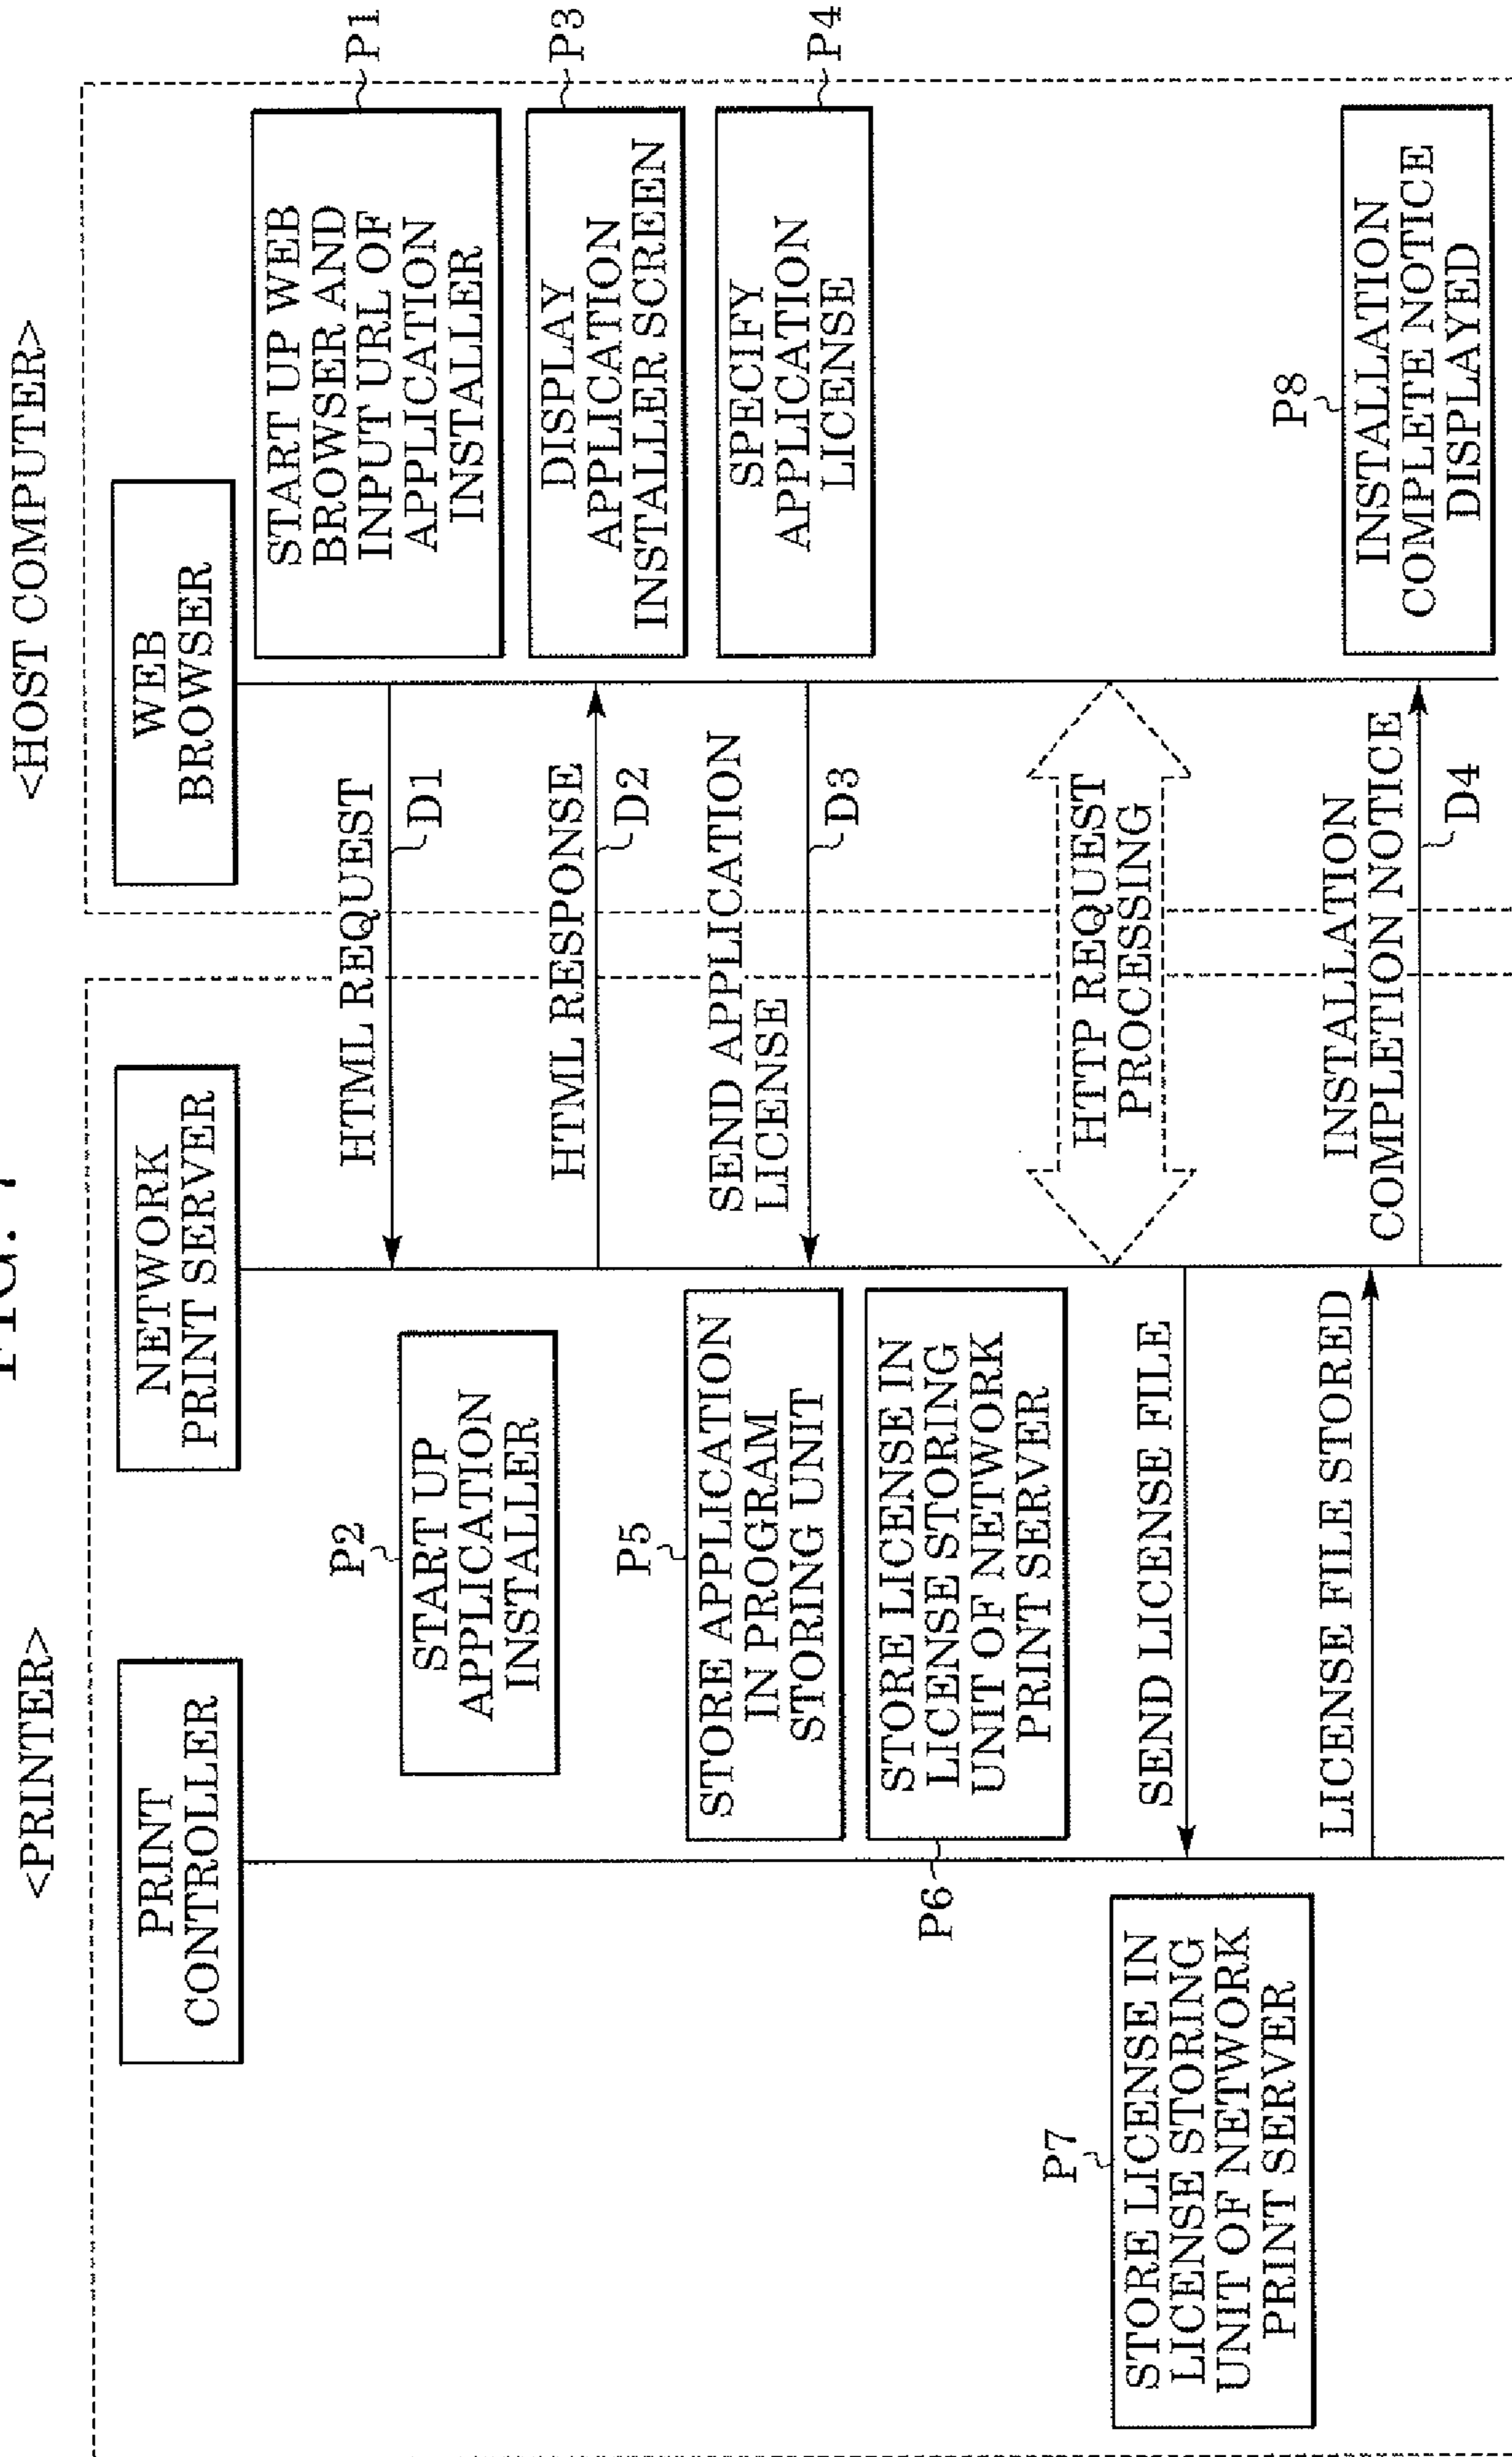 FIG. 7
<PRINTER>
<HOST COMPUTER>
PRINT
CONTROLLER
NETWORK
PRINT SERVER
WEB
BROWSER
START UP WEB
BROWSER AND
INPUT URL OF
APPLICATION
INSTALLER
P1
HTML REQUEST
D1
P2
START UP
APPLICATION
INSTALLER
HTML RESPONSE
D2
DISPLAY
APPLICATION
INSTALLER SCREEN
P3
SPECIFY
APPLICATION
LICENSE
P4
SEND APPLICATION
LICENSE
D3
P5
STORE APPLICATION
IN PROGRAM
STORING UNIT
P6
STORE LICENSE IN
LICENSE STORING
UNIT OF NETWORK
PRINT SERVER
HTTP REQUEST
PROCESSING
SEND LICENSE FILE
P7
STORE LICENSE IN
LICENSE STORING
UNIT OF NETWORK
PRINT SERVER
LICENSE FILE STORED
INSTALLATION
COMPLETION NOTICE
D4
P8
INSTALLATION
COMPLETE NOTICE
DISPLAYED